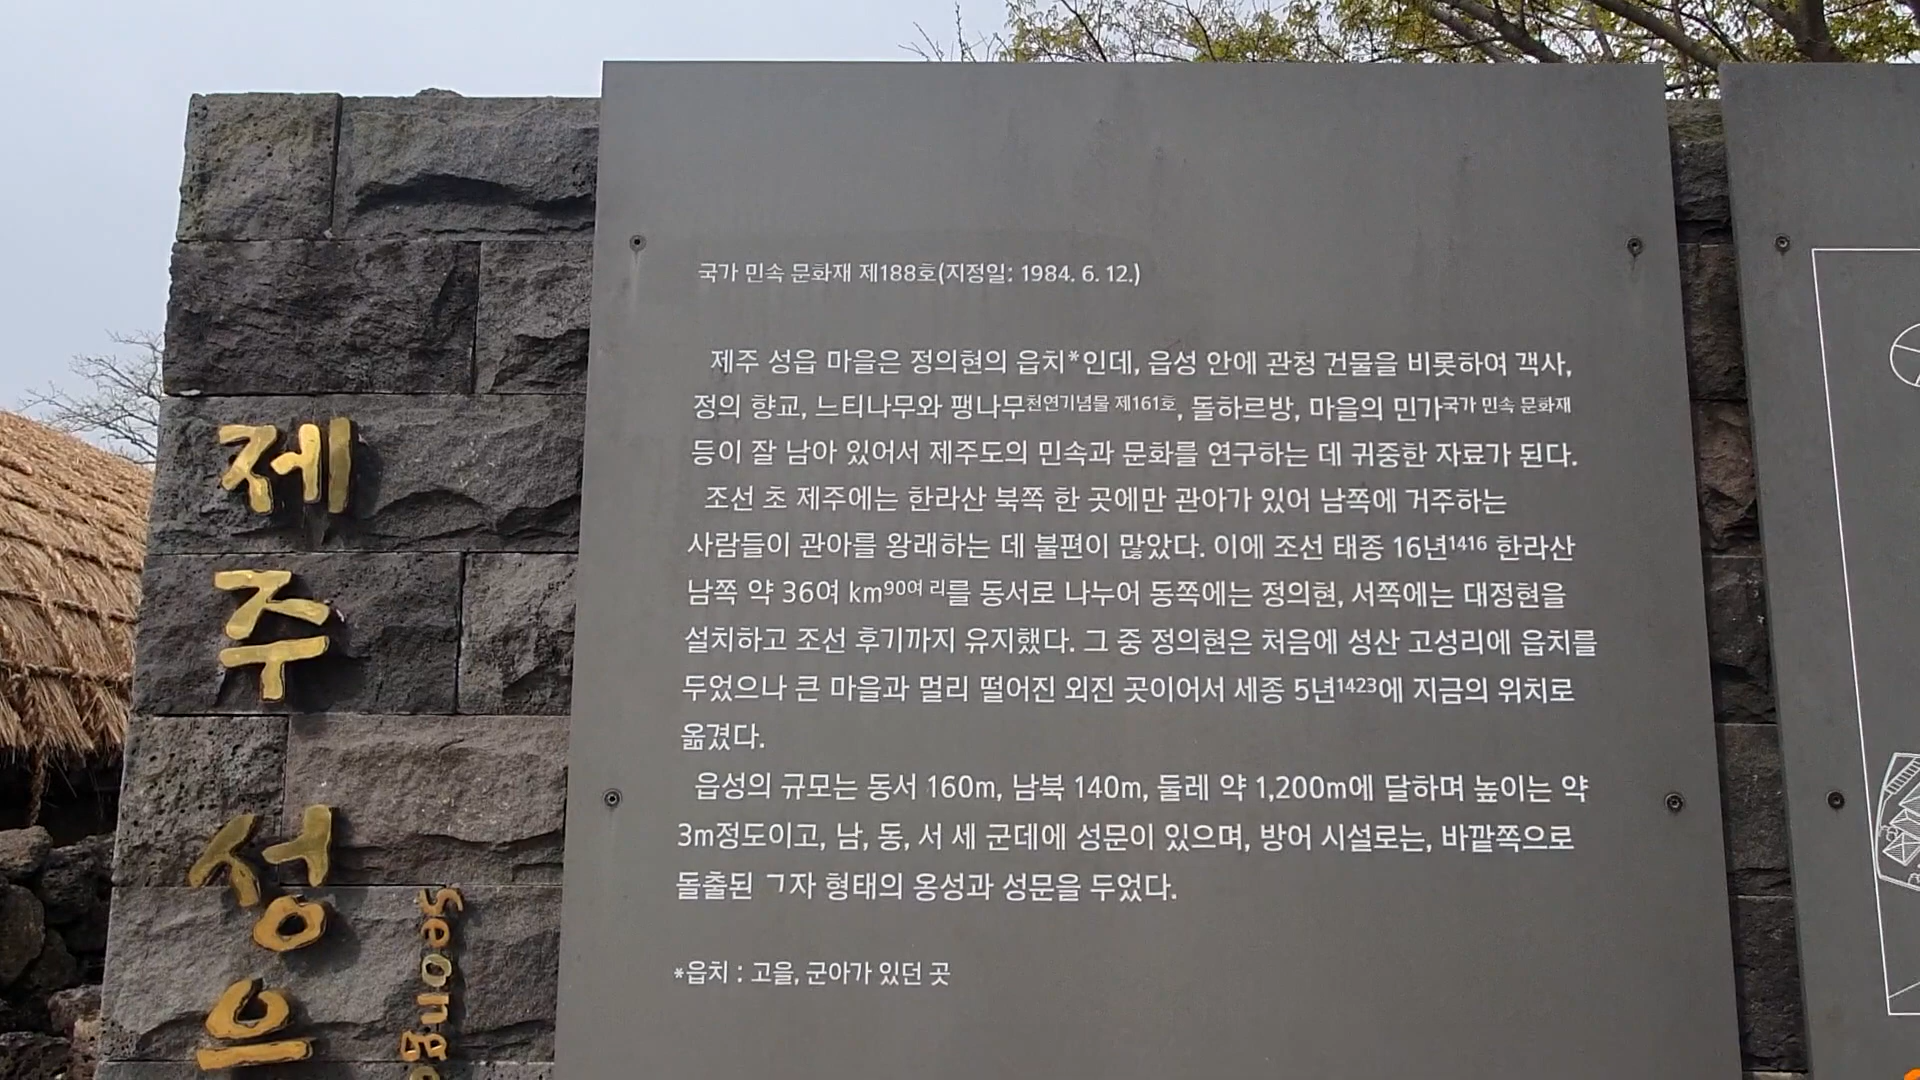 제주 성으
seong
국가 민속 문화재 제188호(지정일: 1984. 6. 12.)
제주 성읍 마을은 정의현의 읍치*인데, 읍성 안에 관청 건물을 비롯하여 객사,
정의 향교, 느티나무와 팽나무천연기념물 제161호, 돌하르방, 마을의 민가국가 민속 문화재
등이 잘 남아 있어서 제주도의 민속과 문화를 연구하는 데 귀중한 자료가 된다.
조선 초 제주에는 한라산 북쪽 한 곳에만 관아가 있어 남쪽에 거주하는
사람들이 관아를 왕래하는 데 불편이 많았다. 이에 조선 태종 16년1416 한라산
남쪽 약 36여 km90여 리를 동서로 나누어 동쪽에는 정의현, 서쪽에는 대정현을
설치하고 조선 후기까지 유지했다. 그 중 정의현은 처음에 성산 고성리에 읍치를
두었으나 큰 마을과 멀리 떨어진 외진 곳이어서 세종 5년1423에 지금의 위치로
옮겼다.
읍성의 규모는 동서 160m, 남북 140m, 둘레 약 1,200m에 달하며 높이는 약
3m정도이고, 남, 동, 서 세 군데에 성문이 있으며, 방어 시설로는, 바깥쪽으로
돌출된 ㄱ자 형태의 옹성과 성문을 두었다.
*읍치 : 고을, 군아가 있던 곳